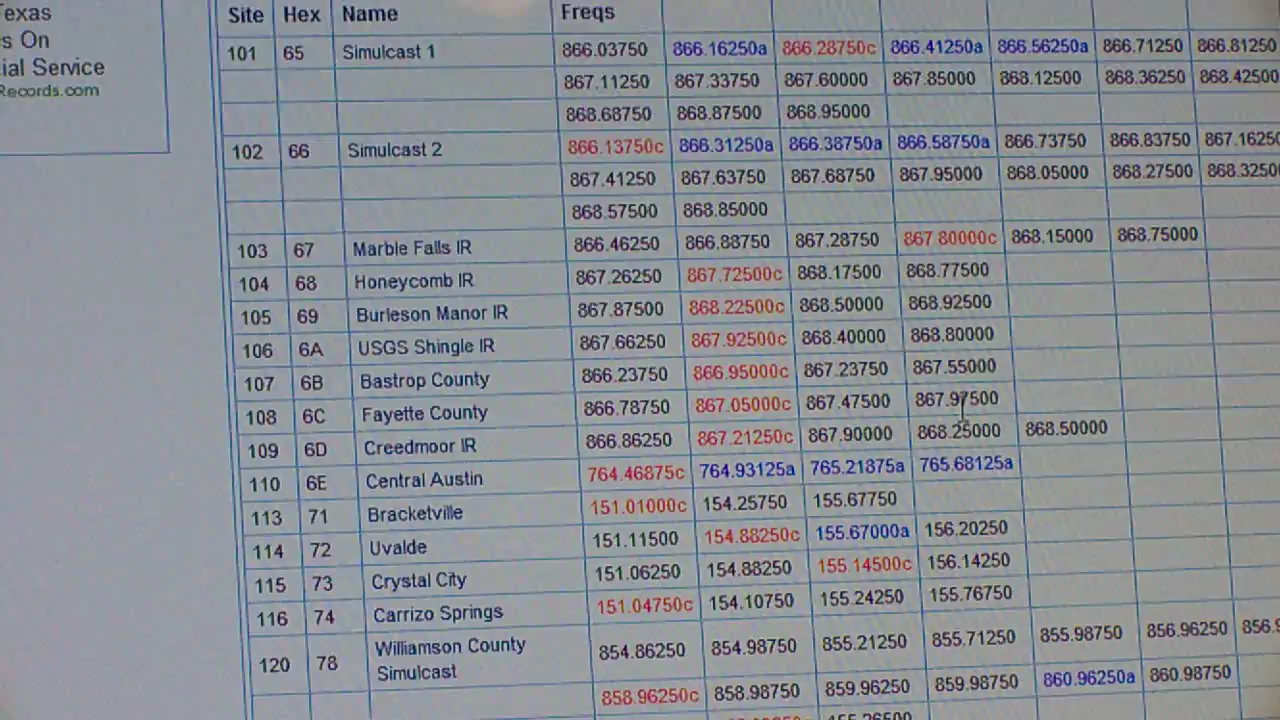 Texas
s On
ial Service
Records.com
Site Hex Name Freqs
101 65 Simulcast 1 866.03750 866.16250a 866.28750c 866.41250a 866.56250a 866.71250 866.81250
867.11250 867.33750 867.60000 867.85000 868.12500 868.36250 868.42500
868.68750 868.87500 868.95000
102 66 Simulcast 2 866.13750c 866.31250a 866.38750a 866.58750a 866.73750 866.83750 867.1625
867.41250 867.63750 867.68750 867.95000 868.05000 868.27500 868.3250
868.57500 868.85000
103 67 Marble Falls IR 866.46250 866.88750 867.28750 867.80000c 868.15000 868.75000
104 68 Honeycomb IR 867.26250 867.72500c 868.17500 868.77500
105 69 Burleson Manor IR 867.87500 868.22500c 868.50000 868.92500
106 6A USGS Shingle IR 867.66250 867.92500c 868.40000 868.80000
107 6B Bastrop County 866.23750 866.95000c 867.23750 867.55000
108 6C Fayette County 866.78750 867.05000c 867.47500 867.97500
109 6D Creedmoor IR 866.86250 867.21250c 867.90000 868.25000 868.50000
110 6E Central Austin 764.46875c 764.93125a 765.21875a 765.68125a
113 71 Bracketville 151.01000c 154.25750 155.67750
114 72 Uvalde 151.11500 154.88250c 155.67000a 156.20250
115 73 Crystal City 151.06250 154.88250 155.14500c 156.14250
116 74 Carrizo Springs 151.04750c 154.10750 155.24250 155.76750
120 78 Williamson County Simulcast 854.86250 854.98750 855.21250 855.71250 855.98750 856.96250 856.9
858.96250c 858.98750 859.96250 859.98750 860.96250a 860.98750